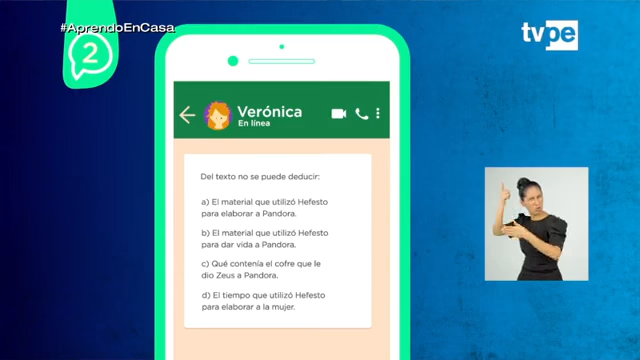 #AprendoEnCasa
tvpe
2
Verónica
En línea
Del texto no se puede deducir:
a) El material que utilizó Hefesto
para elaborar a Pandora.
b) El material que utilizó Hefesto
para dar vida a Pandora.
c) Qué contenía el cofre que le
dio Zeus a Pandora.
d) El tiempo que utilizó Hefesto
para elaborar a la mujer.